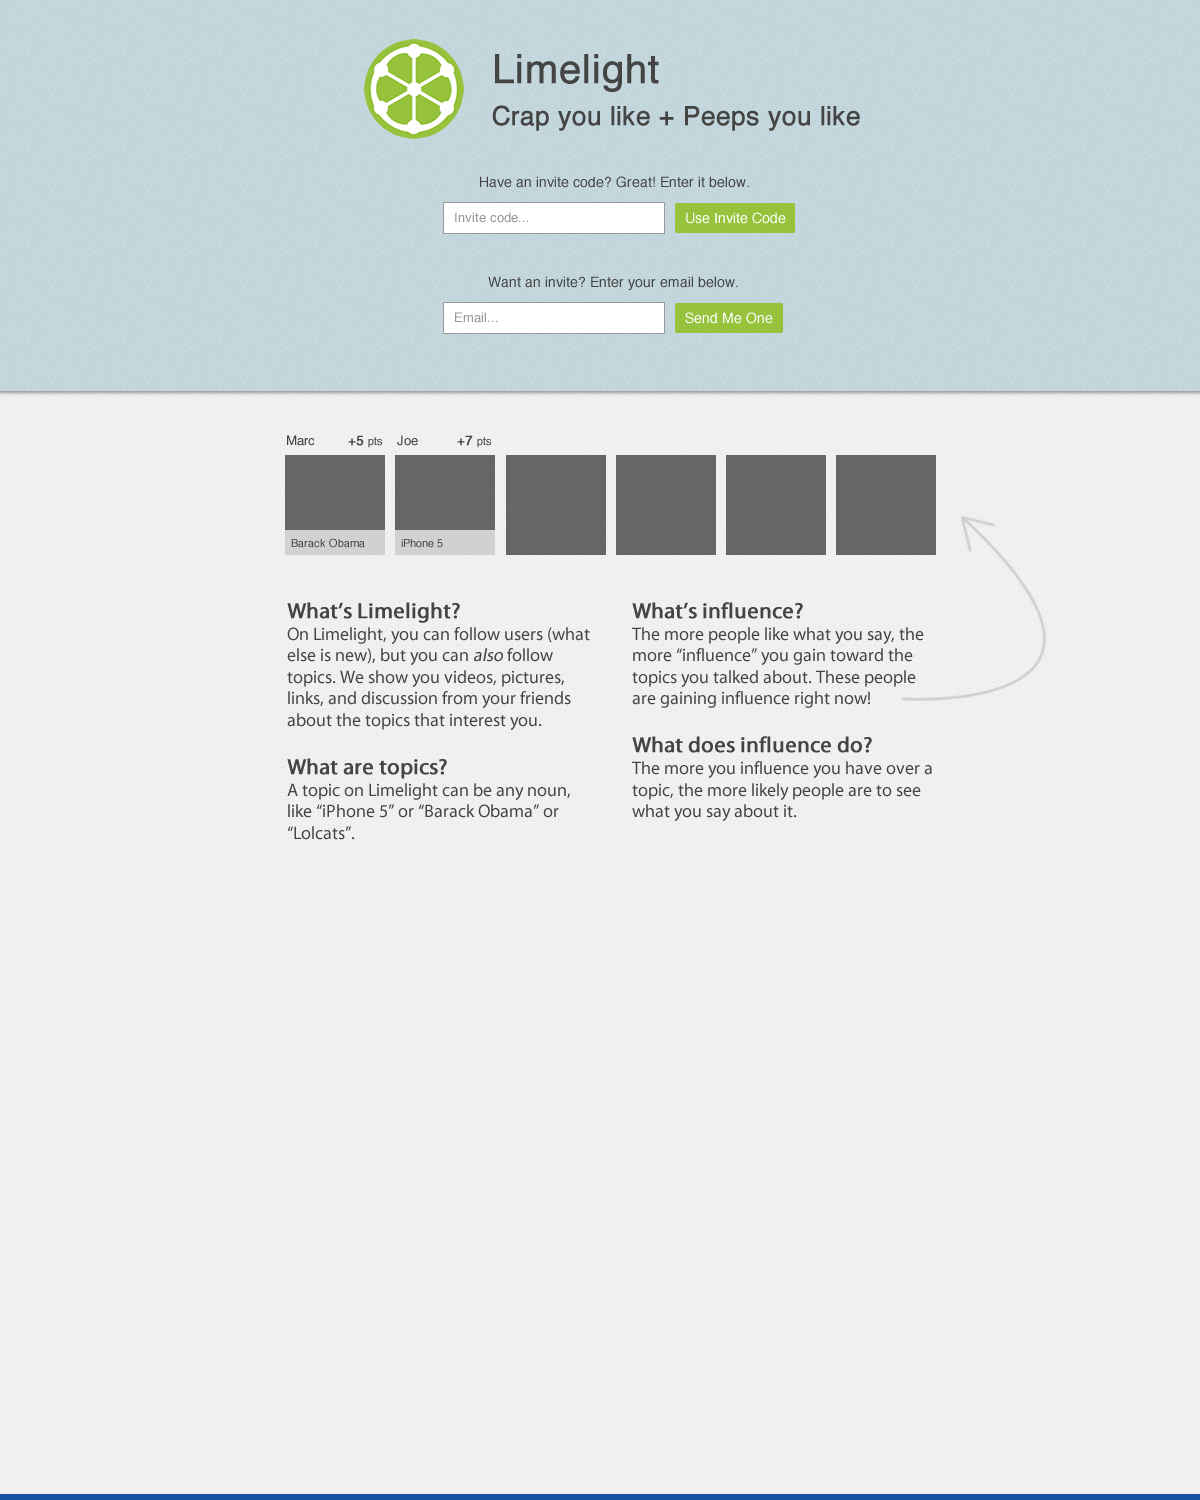 Limelight
Crap you like + Peeps you like
Have an invite code? Great! Enter it below.
Invite code...
Use Invite Code
Want an invite? Enter your email below.
Email...
Send Me One
Marc +5 pts
Joe +7 pts
Barack Obama
iPhone 5
What’s Limelight?
On Limelight, you can follow users (what
else is new), but you can also follow
topics. We show you videos, pictures,
links, and discussion from your friends
about the topics that interest you.
What are topics?
A topic on Limelight can be any noun,
like “iPhone 5” or “Barack Obama” or
“Lolcats”.
What’s influence?
The more people like what you say, the
more “influence” you gain toward the
topics you talked about. These people
are gaining influence right now!
What does influence do?
The more you influence you have over a
topic, the more likely people are to see
what you say about it.